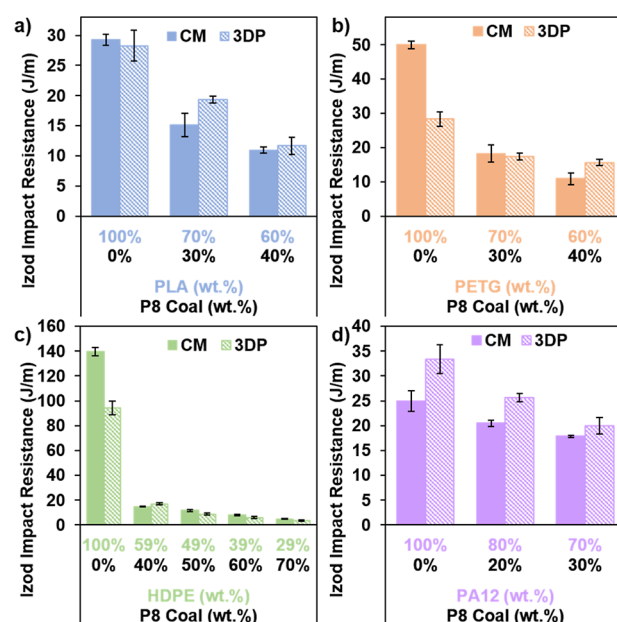 a)
CM 3DP
Izod Impact Resistance (J/m)
30
25
20
15
10
5
0
100% 70% 60%
0% 30% 40%
PLA (wt.%)
P8 Coal (wt.%)
b)
CM 3DP
Izod Impact Resistance (J/m)
50
40
30
20
10
0
100% 70% 60%
0% 30% 40%
PETG (wt.%)
P8 Coal (wt.%)
c)
CM 3DP
Izod Impact Resistance (J/m)
160
140
120
100
80
60
40
20
0
100% 59% 49% 39% 29%
0% 40% 50% 60% 70%
HDPE (wt.%)
P8 Coal (wt.%)
d)
CM 3DP
Izod Impact Resistance (J/m)
40
35
30
25
20
15
10
5
0
100% 80% 70%
0% 20% 30%
PA12 (wt.%)
P8 Coal (wt.%)